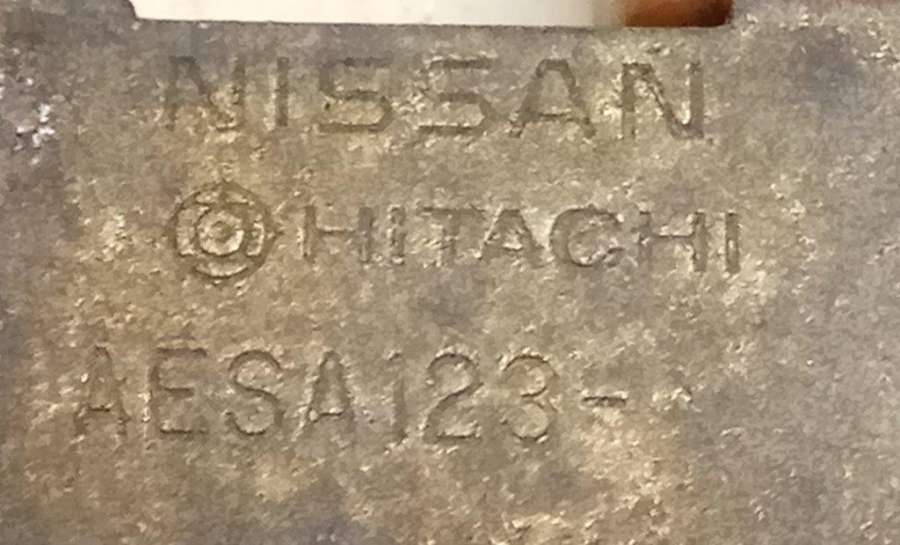 NISSAN
HITACHI
AESA123-